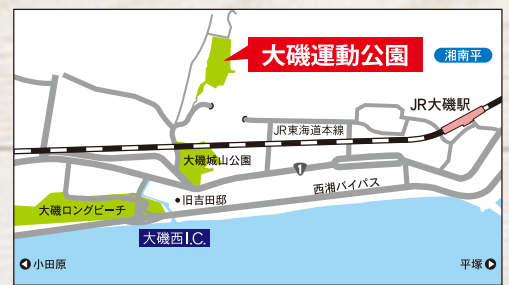 大磯運動公園
湘南平
JR大磯駅
JR東海道本線
大磯城山公園
1
西湘バイパス
旧吉田邸
大磯ロングビーチ
大磯西I.C.
小田原
平塚